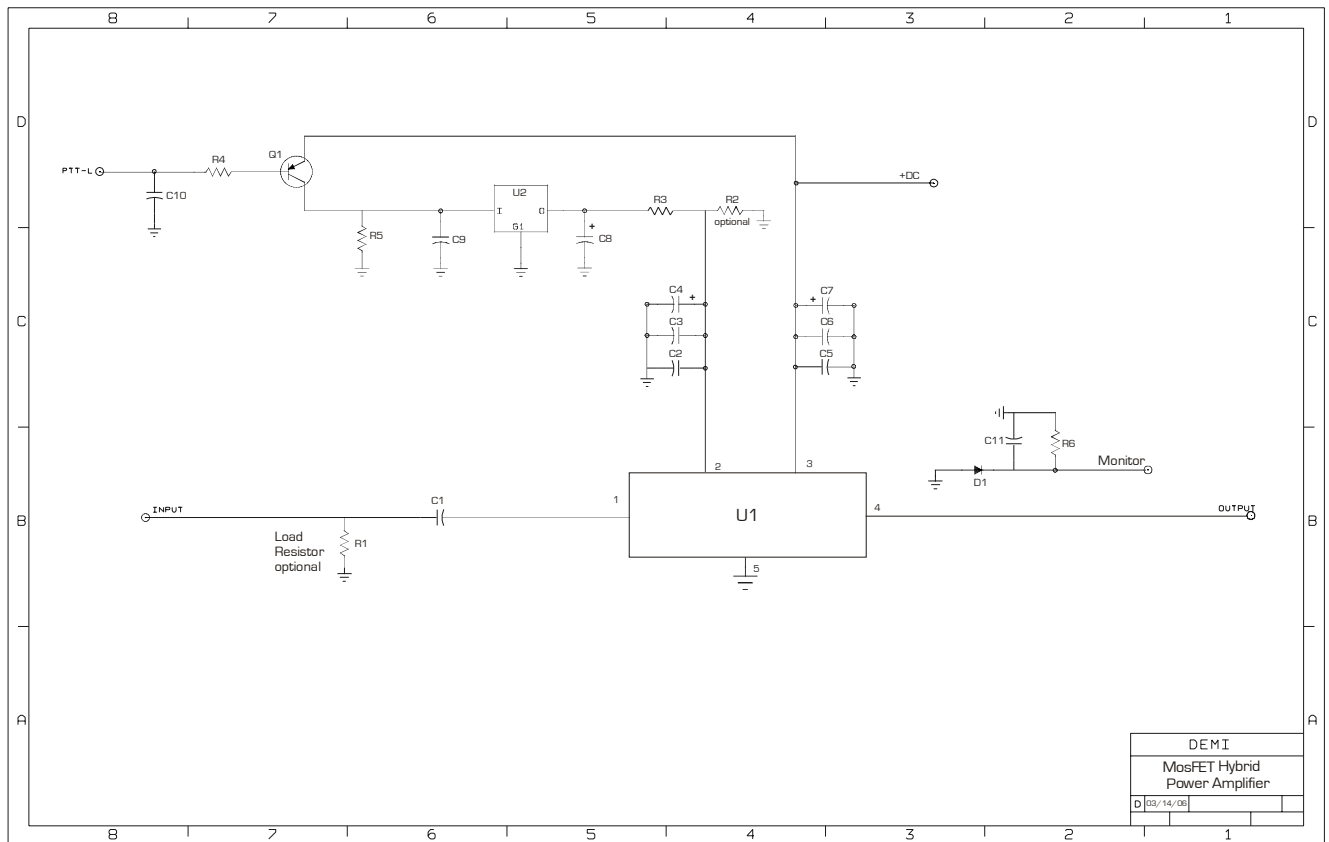 8 7 6 5 4 3 2 1
D D
PTT-L
R4
Q1
C10
+DC
U2
I O
G1
R3 R2
optional
R5
C9
+
C8
C C
C4
+
C3
C2
C7
+
C6
C5
C11
R6
Monitor
D1
2 3
B B
INPUT
C1
1
U1
4
OUTPUT
R1
Load
Resistor
optional
5
A A
DEMI
MosFET Hybrid
Power Amplifier
D 03/14/06
8 7 6 5 4 3 2 1